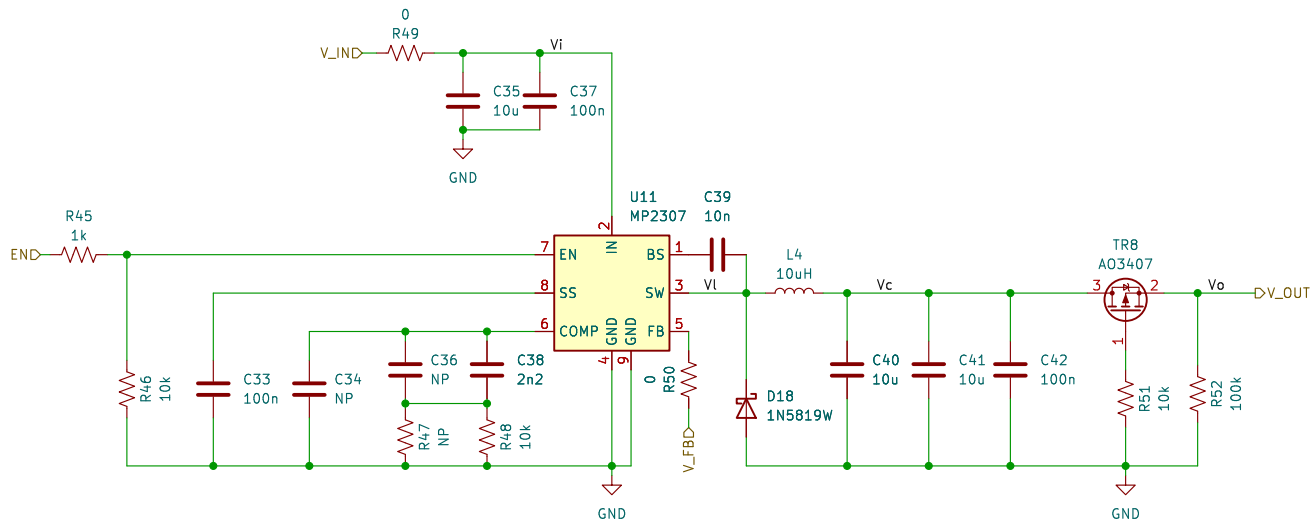 0
R49
V_IN
Vi
C35
10u
C37
100n
GND
U11
MP2307
C39
10n
R45
1k
EN
7
EN
2
IN
BS
1
L4
10uH
TR8
AO3407
8
SS
SW
3
Vl
Vc
3
2
Vo
V_OUT
6
COMP
GND
GND
FB
5
4
9
1
R46
10k
C33
100n
C34
NP
C36
NP
C38
2n2
0
R50
C40
10u
C41
10u
C42
100n
D18
1N5819W
R51
10k
R52
100k
R47
NP
R48
10k
V_FB
GND
GND